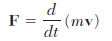 F = d/dt (mv)